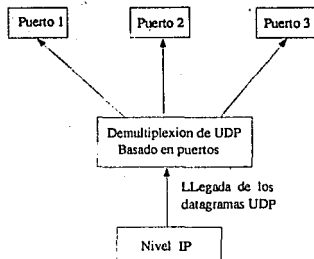 Puerto 1
Puerto 2
Puerto 3
Demultiplexion de UDP
Basado en puertos
LLegada de los
datagramas UDP
Nivel IP